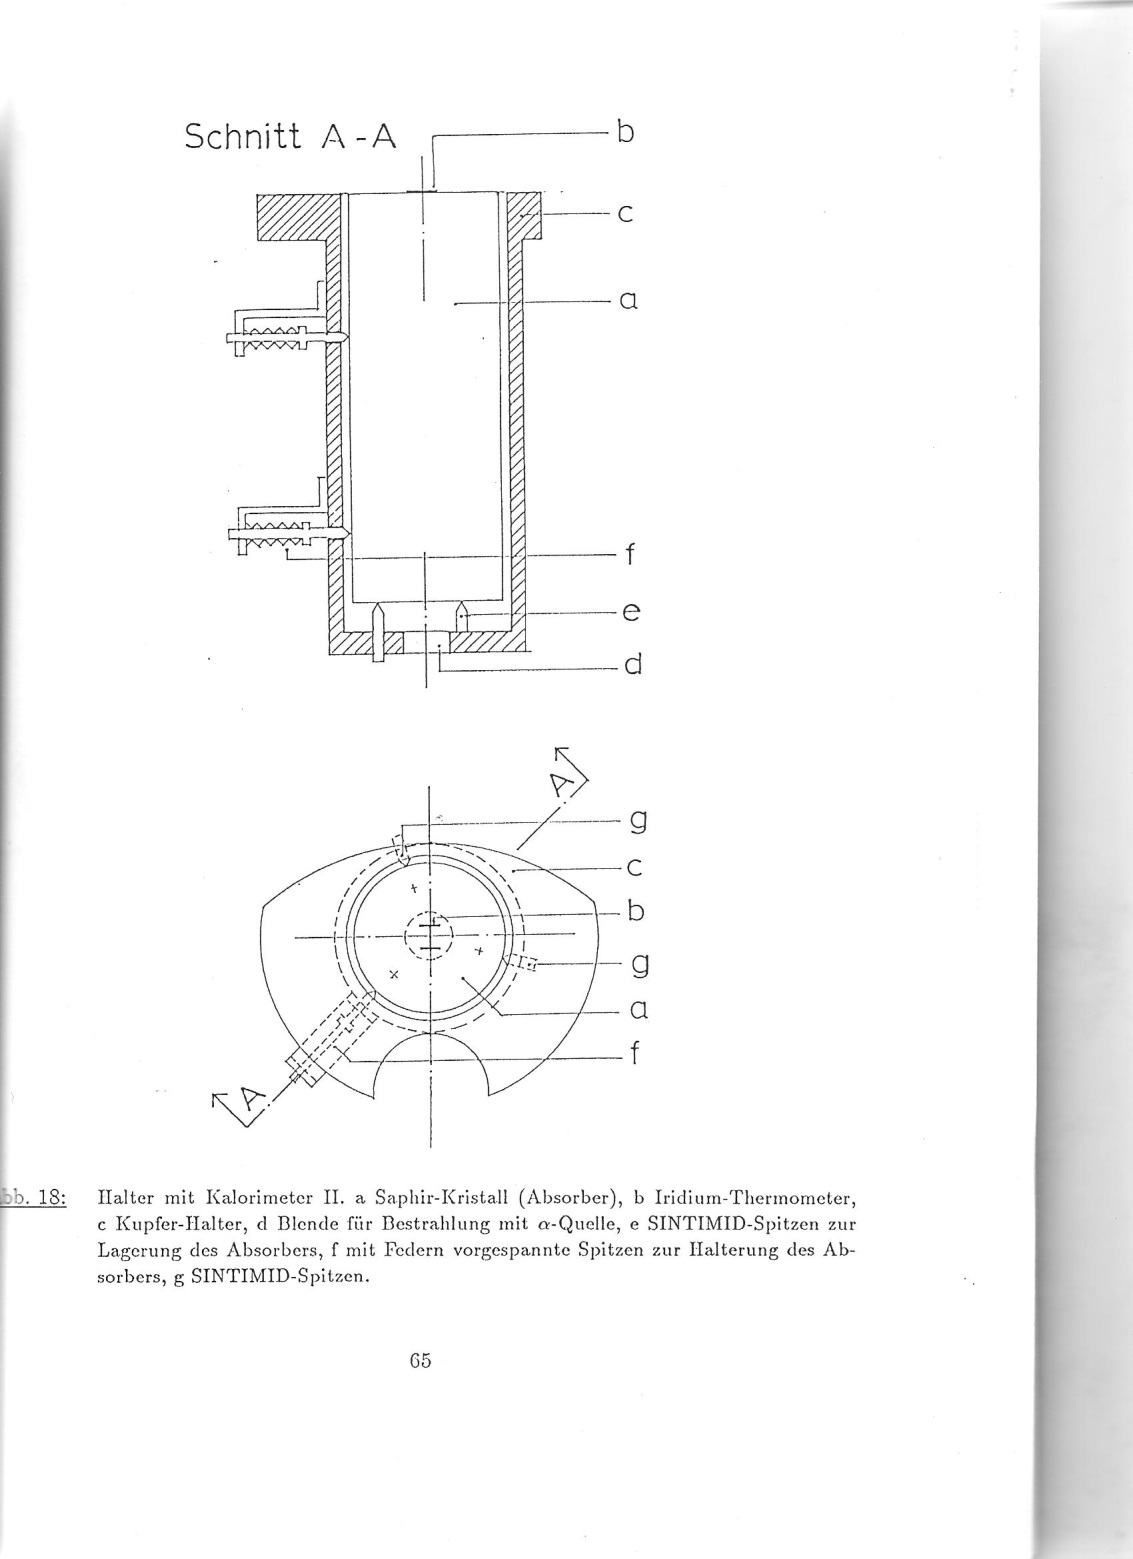 Schnitt A - A
b
c
a
f
e
d
A
g
c
b
g
a
f
A
bb. 18: Halter mit Kalorimeter II. a Saphir-Kristall (Absorber), b Iridium-Thermometer,
c Kupfer-Halter, d Blende für Bestrahlung mit α-Quelle, e SINTIMID-Spitzen zur
Lagerung des Absorbers, f mit Federn vorgespannte Spitzen zur Halterung des Ab-
sorbers, g SINTIMID-Spitzen.
65